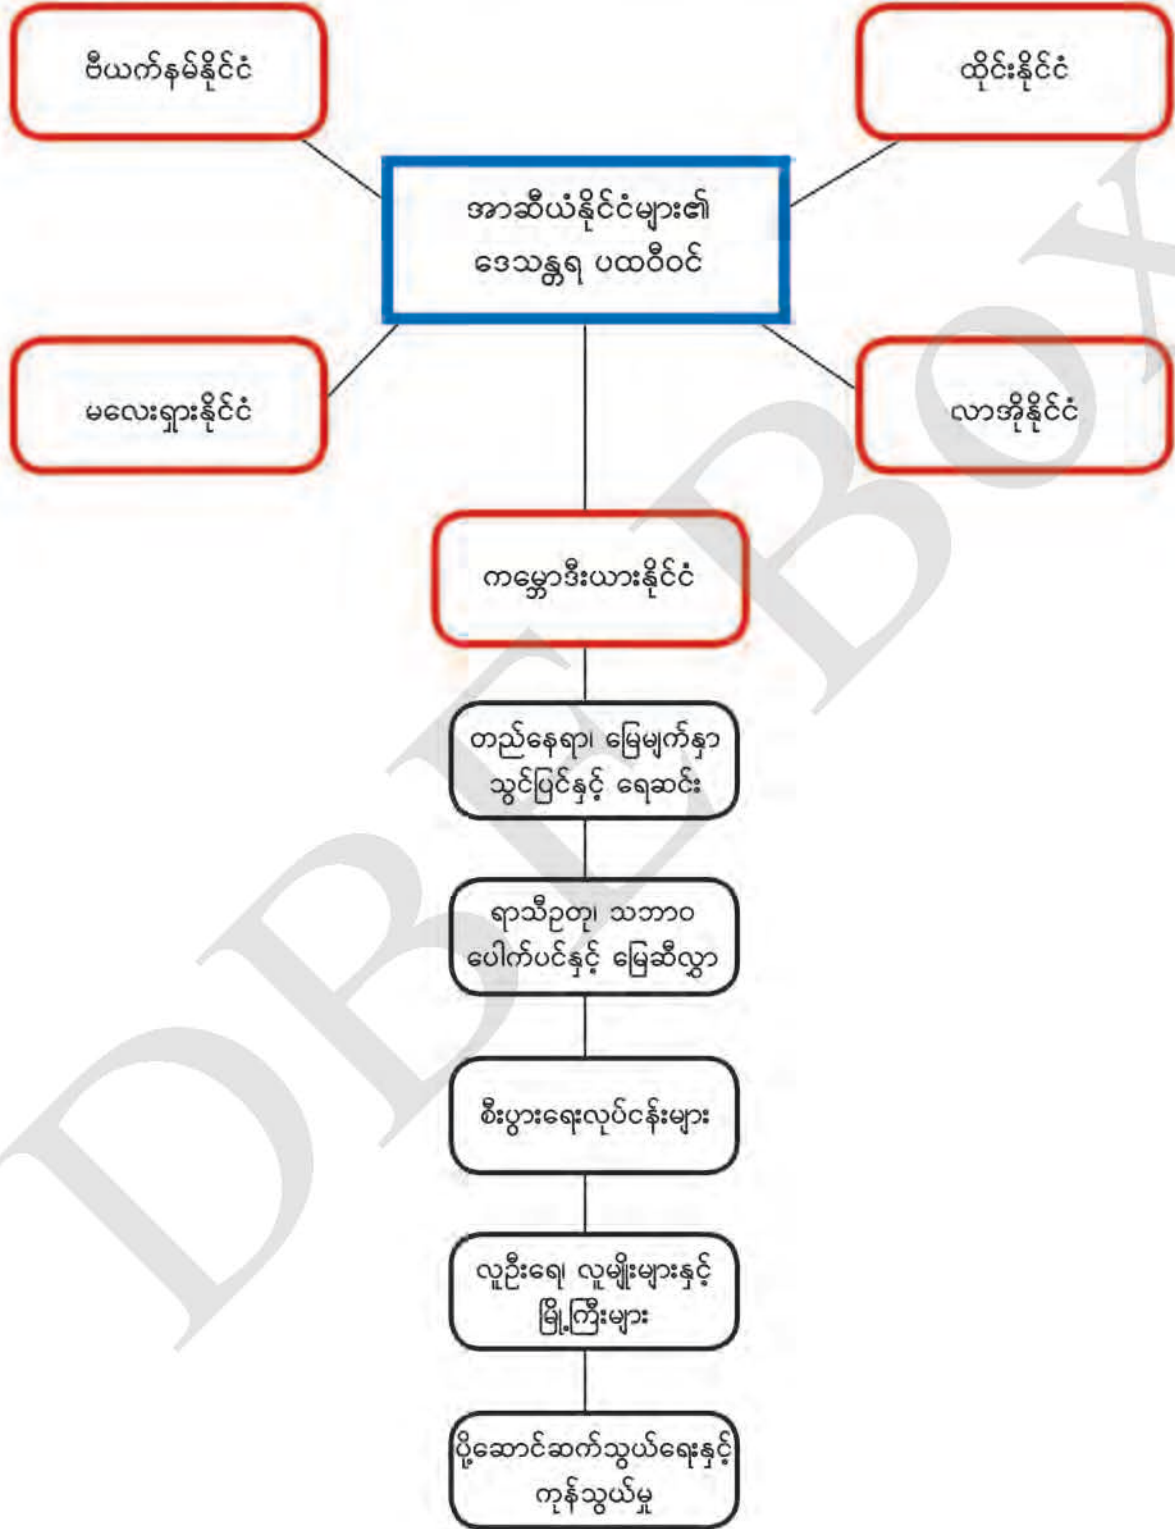 ဗီယက်နမ်နိုင်ငံ
ထိုင်းနိုင်ငံ
အာဆီယံနိုင်ငံများ၏
ဒေသန္တရ ပထဝီဝင်
မလေးရှားနိုင်ငံ
လာအိုနိုင်ငံ
ကမ္ဘောဒီးယားနိုင်ငံ
တည်နေရာ၊ မြေမျက်နှာ
သွင်ပြင်နှင့် ရေဆင်း
ရာသီဥတု၊ သဘာဝ
ပေါက်ပင်နှင့် မြေဆီလွှာ
စီးပွားရေးလုပ်ငန်းများ
လူဦးရေ၊ လူမျိုးများနှင့်
မြို့ကြီးများ
ပို့ဆောင်ဆက်သွယ်ရေးနှင့်
ကုန်သွယ်မှု
DBE BOX